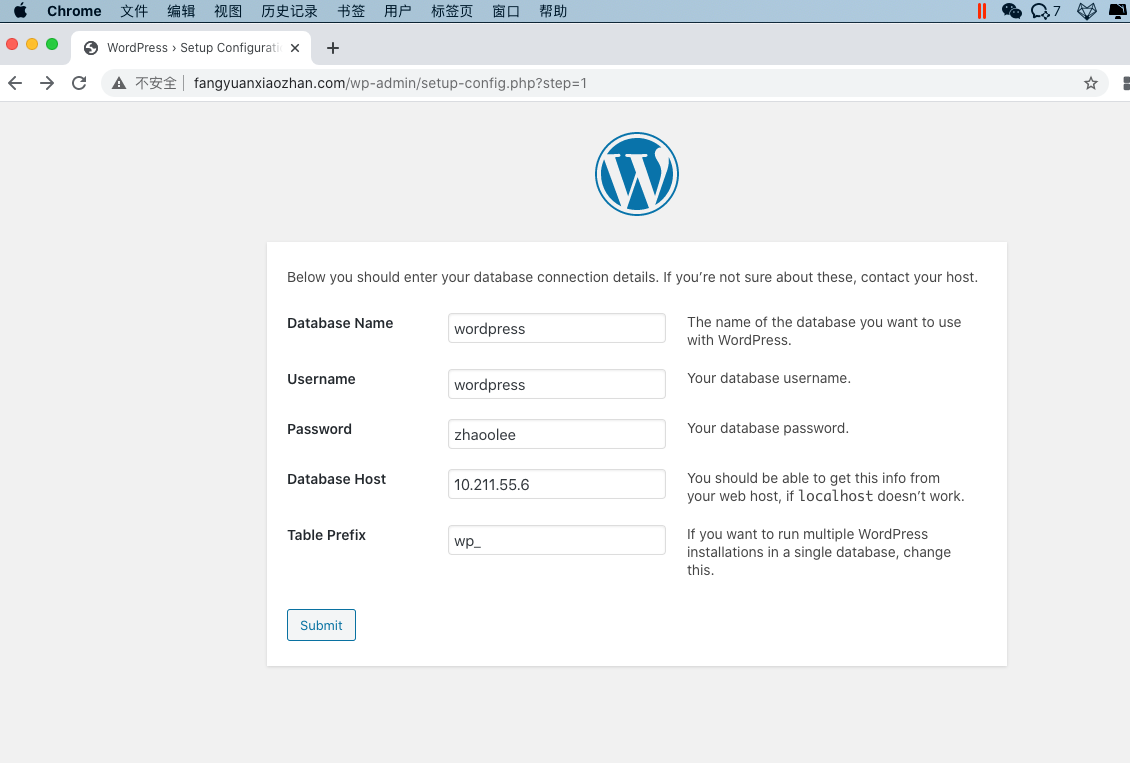 Chrome 文件 编辑 视图 历史记录 书签 用户 标签页 窗口 帮助 7
WordPress › Setup Configurati
不安全 fangyuanxiaozhan.com/wp-admin/setup-config.php?step=1
Below you should enter your database connection details. If you’re not sure about these, contact your host.
Database Name wordpress The name of the database you want to use
with WordPress.
Username wordpress Your database username.
Password zhaoolee Your database password.
Database Host 10.211.55.6 You should be able to get this info from
your web host, if localhost doesn’t work.
Table Prefix wp_ If you want to run multiple WordPress
installations in a single database, change
this.
Submit